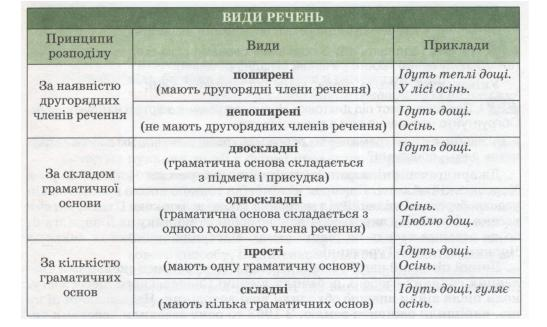 ВИДИ РЕЧЕНЬ
Принципи
розподілу
Види
Приклади
За наявністю
другорядних
членів речення
поширені
(мають другорядні члени речення)
Ідуть теплі дощі.
У лісі осінь.
непоширені
(не мають другорядних членів речення)
Ідуть дощі.
Осінь.
За складом
граматичної
основи
двоскладні
(граматична основа складається
з підмета і присудка)
Ідуть дощі.
односкладні
(граматична основа складається з
одного головного члена речення)
Осінь.
Люблю дощ.
За кількістю
граматичних
основ
прості
(мають одну граматичну основу)
Ідуть дощі.
Осінь.
складні
(мають кілька граматичних основ)
Ідуть дощі, гуляє
осінь.